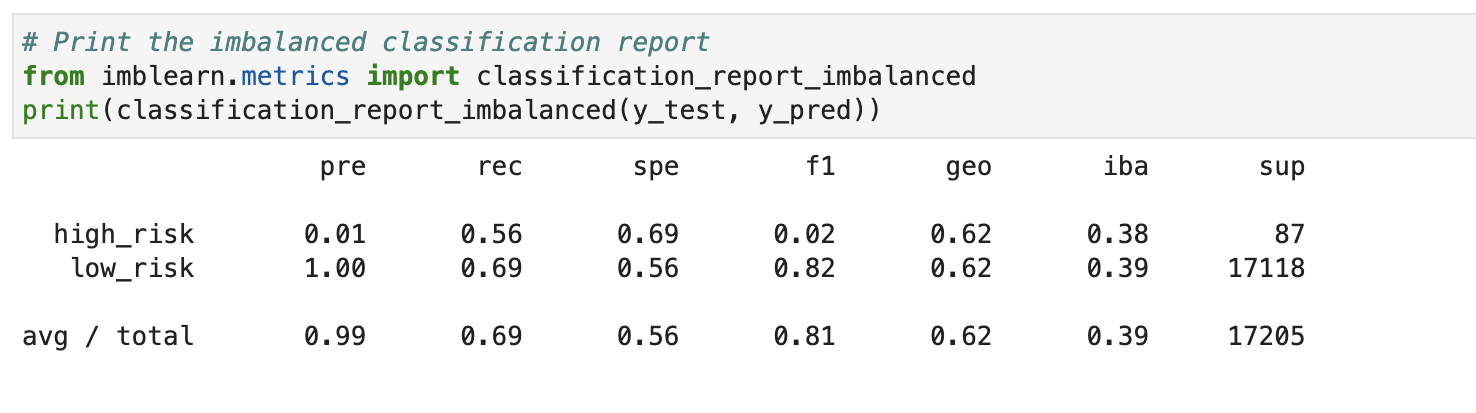 # Print the imbalanced classification report
from imblearn.metrics import classification_report_imbalanced
print(classification_report_imbalanced(y_test, y_pred))
pre rec spe f1 geo iba sup
high_risk 0.01 0.56 0.69 0.02 0.62 0.38 87
low_risk 1.00 0.69 0.56 0.82 0.62 0.39 17118
avg / total 0.99 0.69 0.56 0.81 0.62 0.39 17205